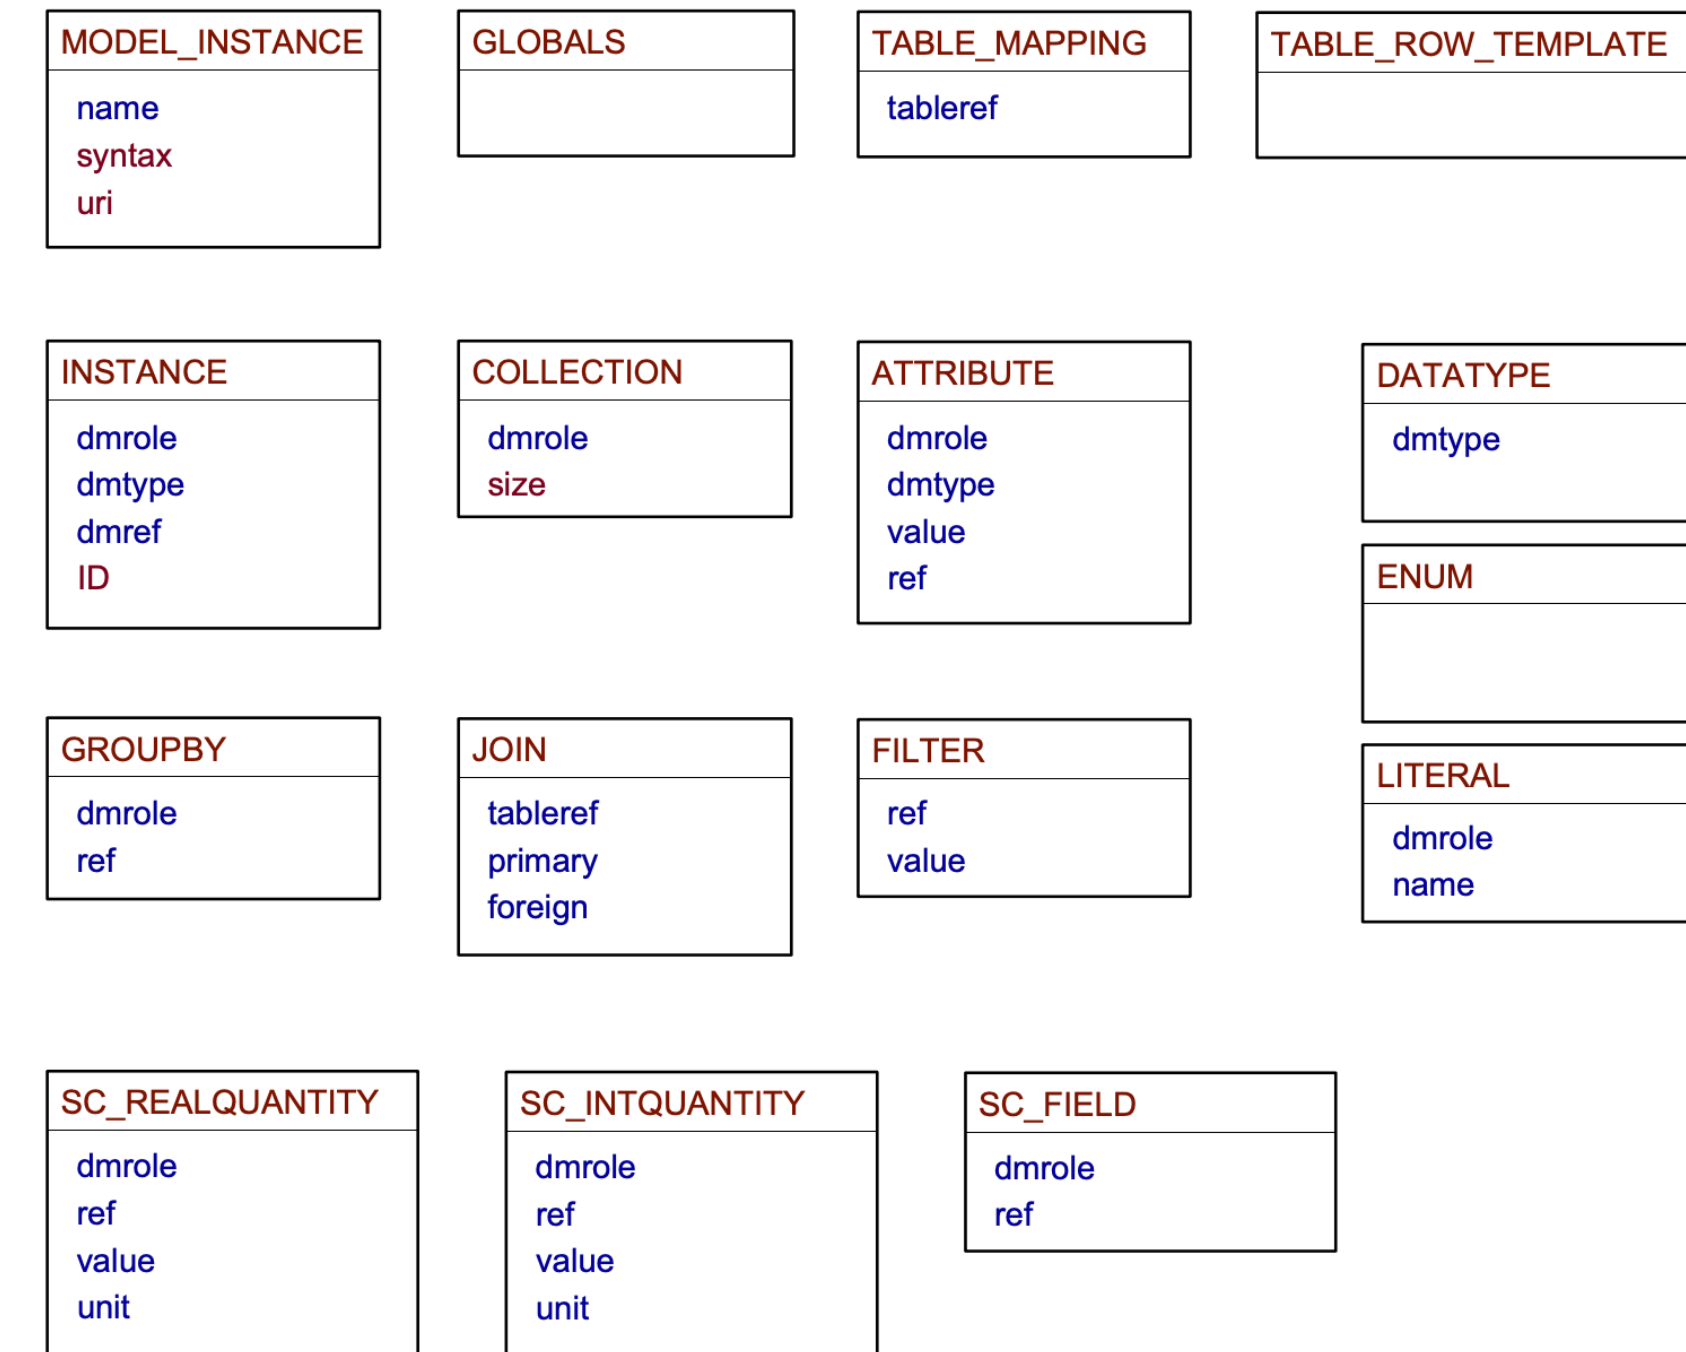 MODEL_INSTANCE
name
syntax
uri
GLOBALS
TABLE_MAPPING
tableref
TABLE_ROW_TEMPLATE
INSTANCE
dmrole
dmtype
dmref
ID
COLLECTION
dmrole
size
ATTRIBUTE
dmrole
dmtype
value
ref
DATATYPE
dmtype
ENUM
LITERAL
dmrole
name
GROUPBY
dmrole
ref
JOIN
tableref
primary
foreign
FILTER
ref
value
SC_REALQUANTITY
dmrole
ref
value
unit
SC_INTQUANTITY
dmrole
ref
value
unit
SC_FIELD
dmrole
ref